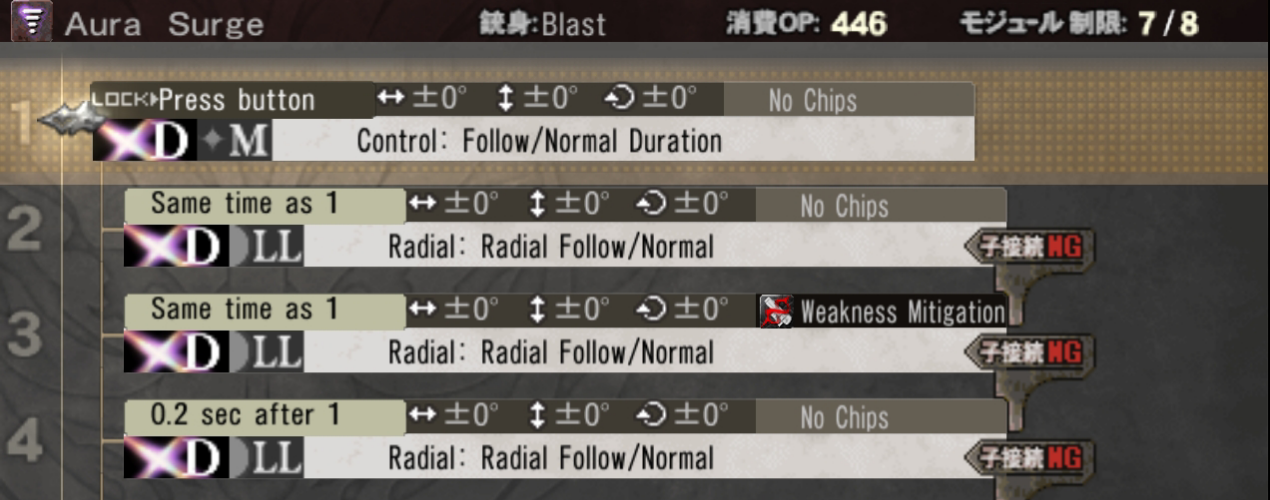 Aura Surge 銃身:Blast 消費OP: 446 モジュール制限: 7/8
1 LOCK▶Press button ↔±0° ↕±0° ±0° No Chips
D M Control: Follow/Normal Duration
2 Same time as 1 ↔±0° ↕±0° ±0° No Chips
D LL Radial: Radial Follow/Normal 子接続NG
3 Same time as 1 ↔±0° ↕±0° ±0° Weakness Mitigation
D LL Radial: Radial Follow/Normal 子接続NG
4 0.2 sec after 1 ↔±0° ↕±0° ±0° No Chips
D LL Radial: Radial Follow/Normal 子接続NG